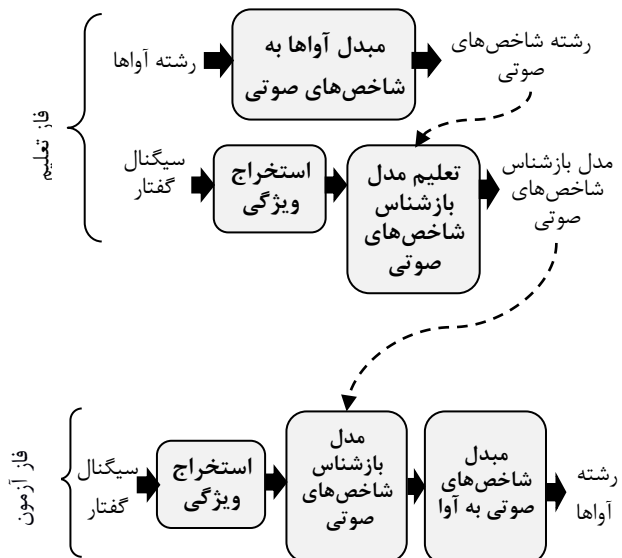 فاز تعلیم
رشته آواها
مبدل آواها به
شاخص‌های صوتی
رشته شاخص‌های
صوتی
سیگنال
گفتار
استخراج
ویژگی
تعلیم مدل
بازشناس
شاخص‌های
صوتی
مدل بازشناس
شاخص‌های
صوتی
فاز آزمون
سیگنال
گفتار
استخراج
ویژگی
مدل
بازشناس
شاخص‌های
صوتی
مبدل
شاخص‌های
صوتی به آوا
رشته
آواها